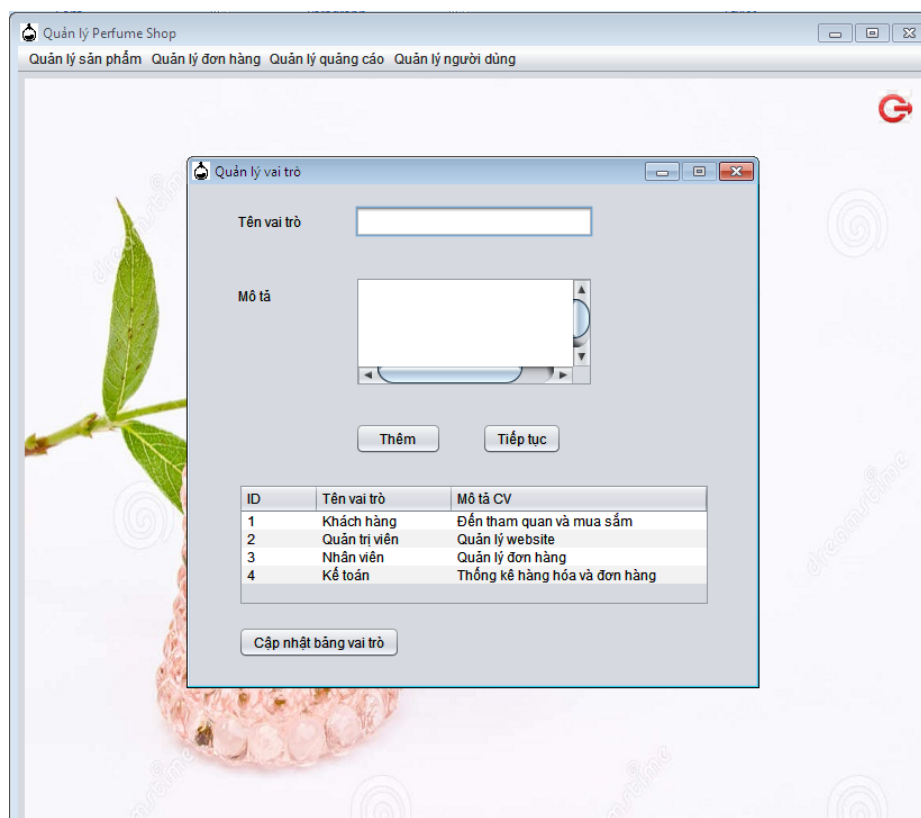 Quản lý Perfume Shop
Quản lý sản phẩm Quản lý đơn hàng Quản lý quảng cáo Quản lý người dùng
Quản lý vai trò
Tên vai trò
Mô tả
Thêm Tiếp tục
ID Tên vai trò Mô tả CV
1 Khách hàng Đến tham quan và mua sắm
2 Quản trị viên Quản lý website
3 Nhân viên Quản lý đơn hàng
4 Kế toán Thống kê hàng hóa và đơn hàng
Cập nhật bảng vai trò
dreamstime
dreamstime